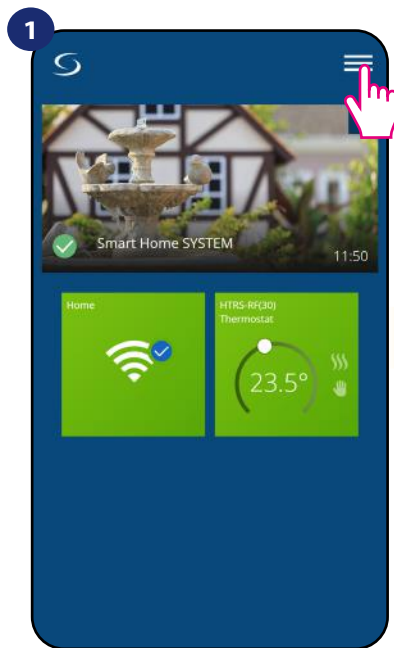 1
Smart Home SYSTEM
11:50
Home
HTRS-RF(30)
Thermostat
23.5°